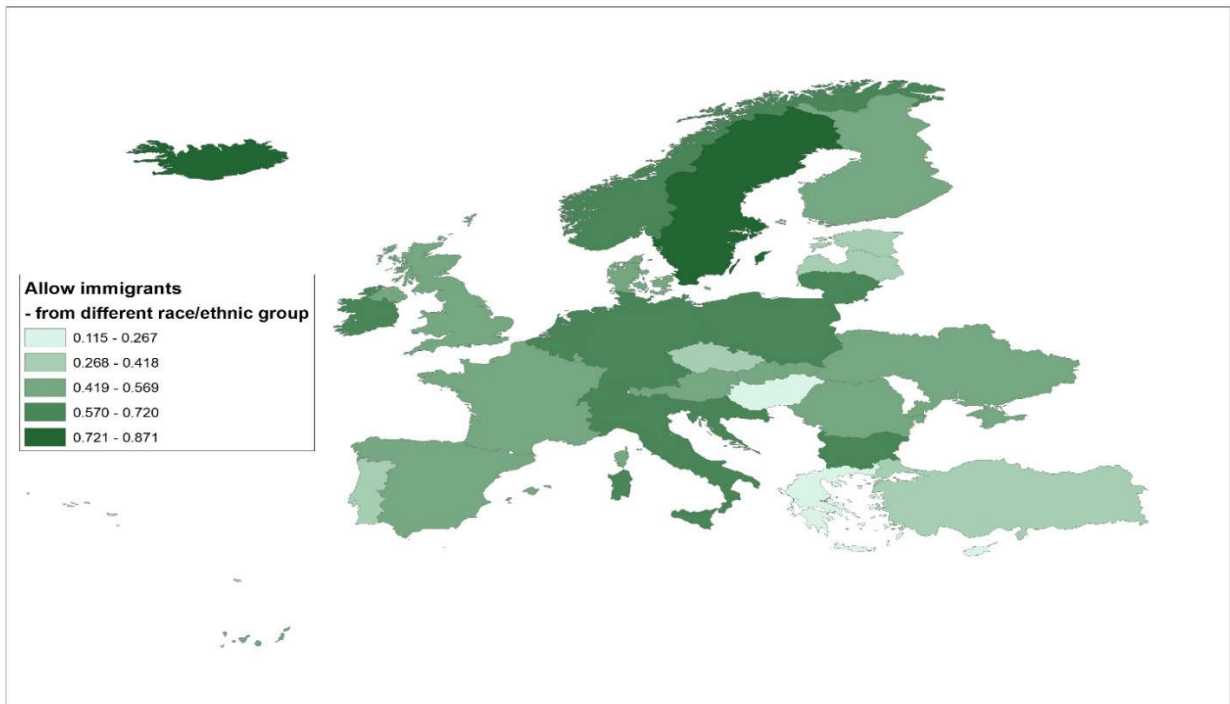 Allow immigrants
- from different race/ethnic group
0.115 - 0.267
0.268 - 0.418
0.419 - 0.569
0.570 - 0.720
0.721 - 0.871